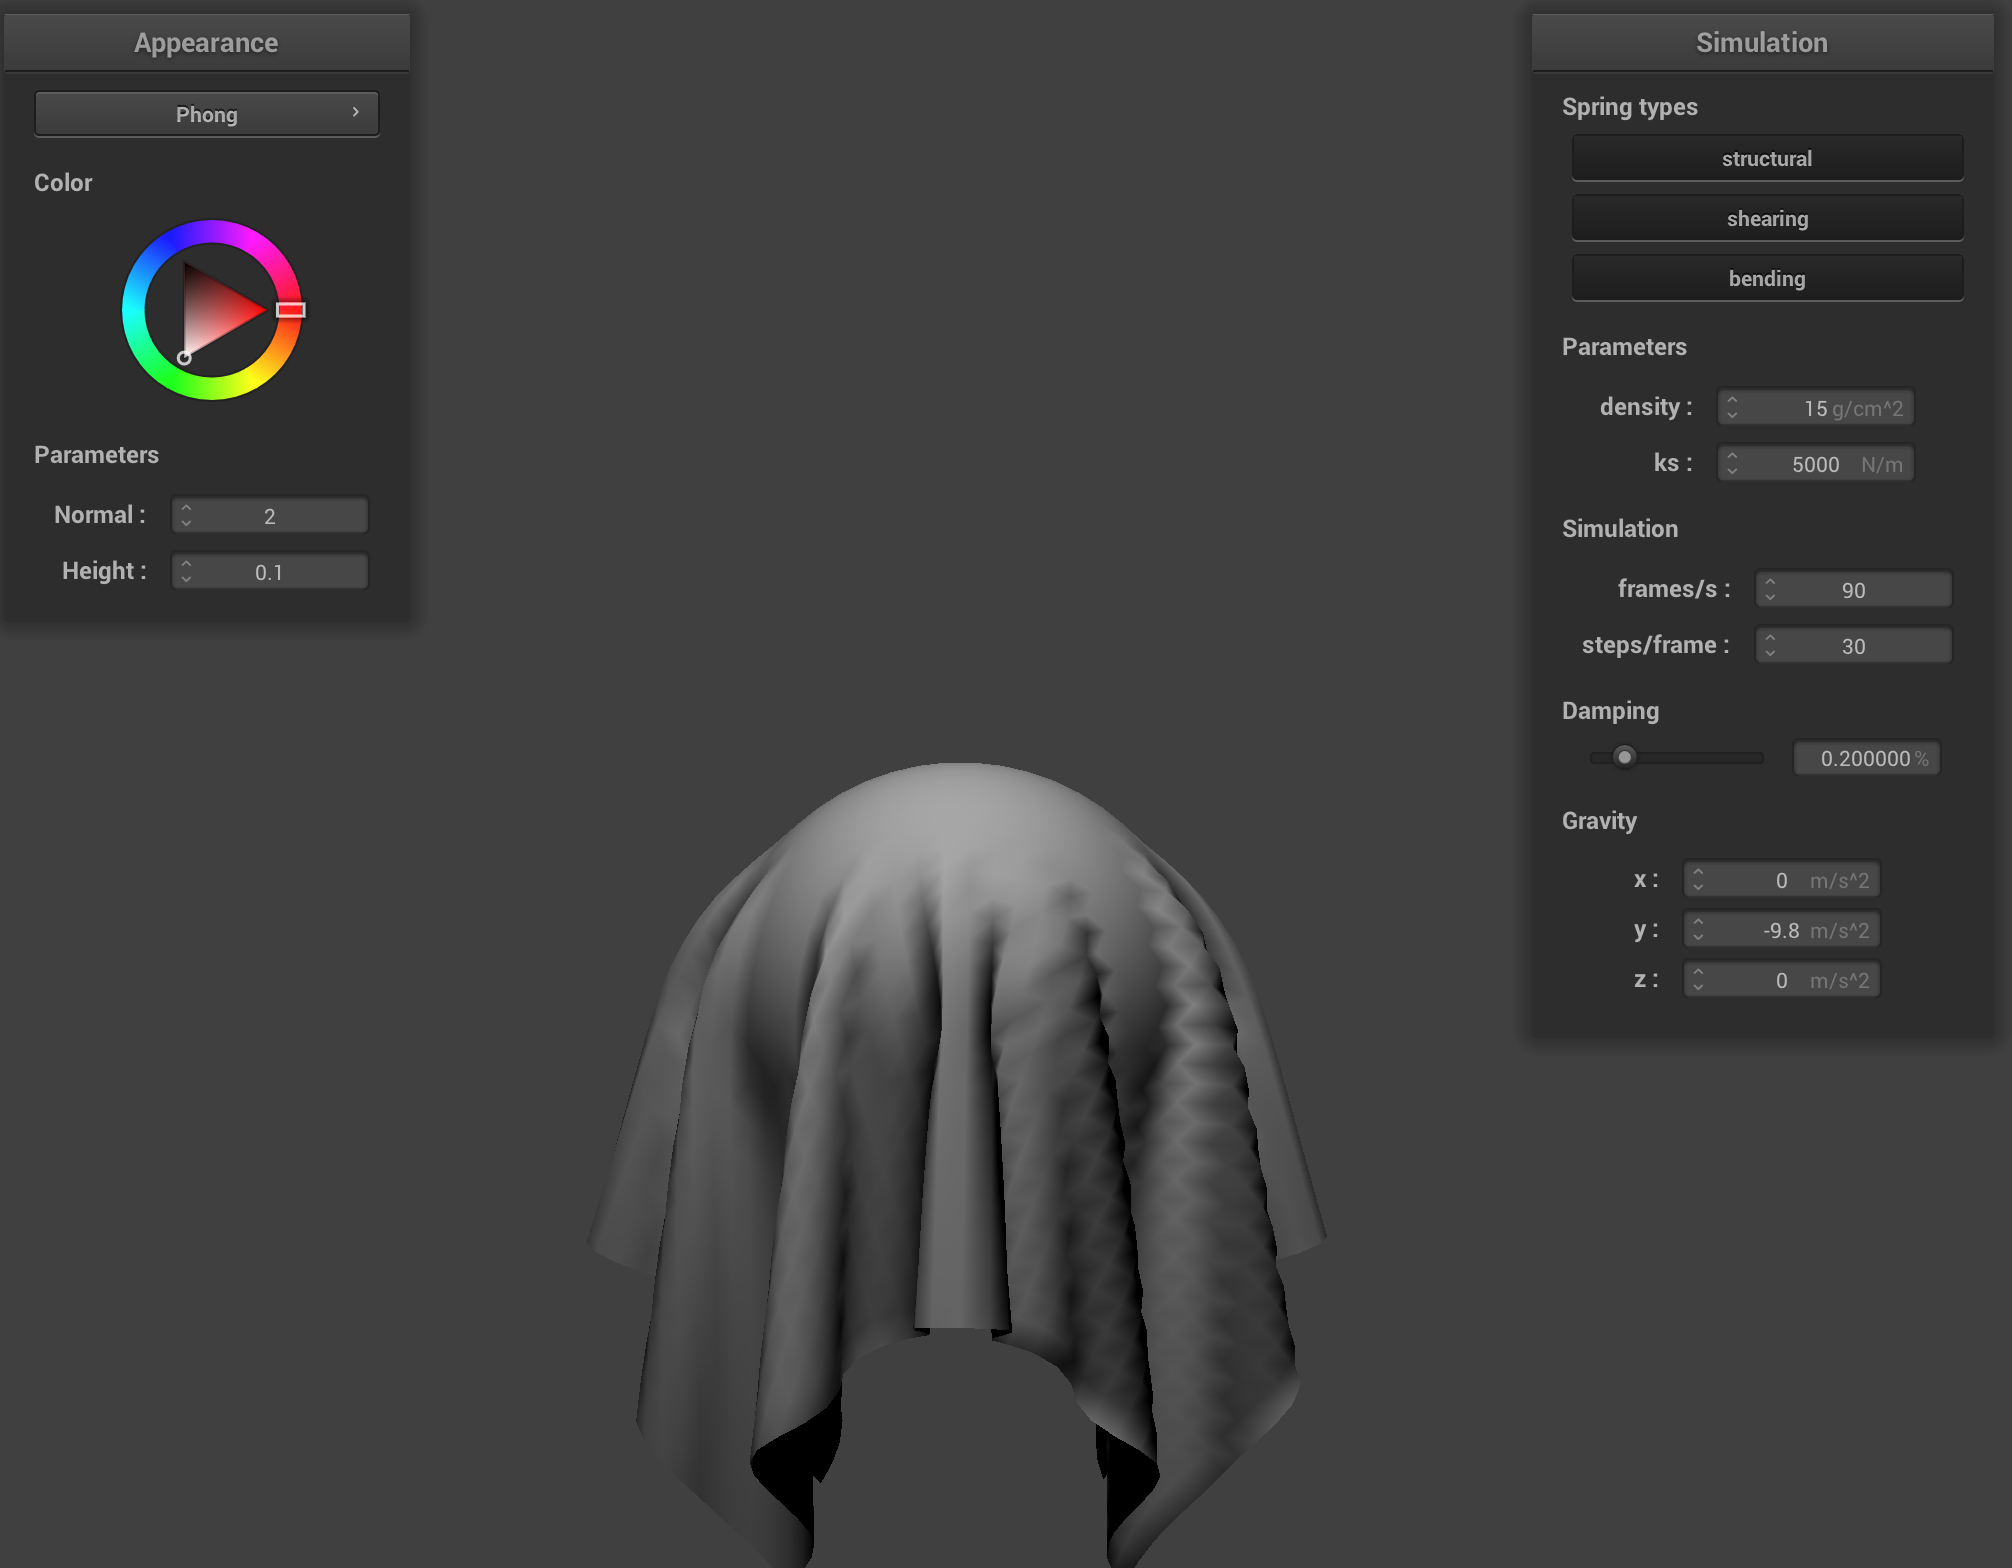 Appearance
Phong
Color
Parameters
Normal : 2
Height : 0.1
Simulation
Spring types
structural
shearing
bending
Parameters
density : 15 g/cm^2
ks : 5000 N/m
Simulation
frames/s : 90
steps/frame : 30
Damping
0.200000 %
Gravity
x : 0 m/s^2
y : -9.8 m/s^2
z : 0 m/s^2